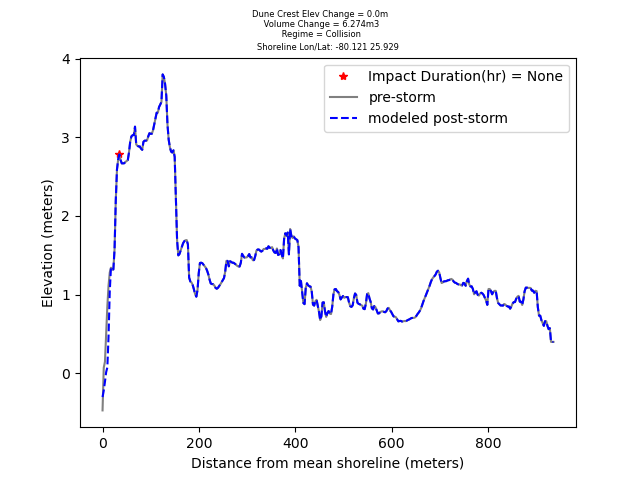 Dune Crest Elev Change = 0.0m
Volume Change = 6.274m3
Regime = Collision
Shoreline Lon/Lat: -80.121 25.929
Impact Duration(hr) = None
pre-storm
modeled post-storm
Elevation (meters)
4
3
2
1
0
0 200 400 600 800
Distance from mean shoreline (meters)